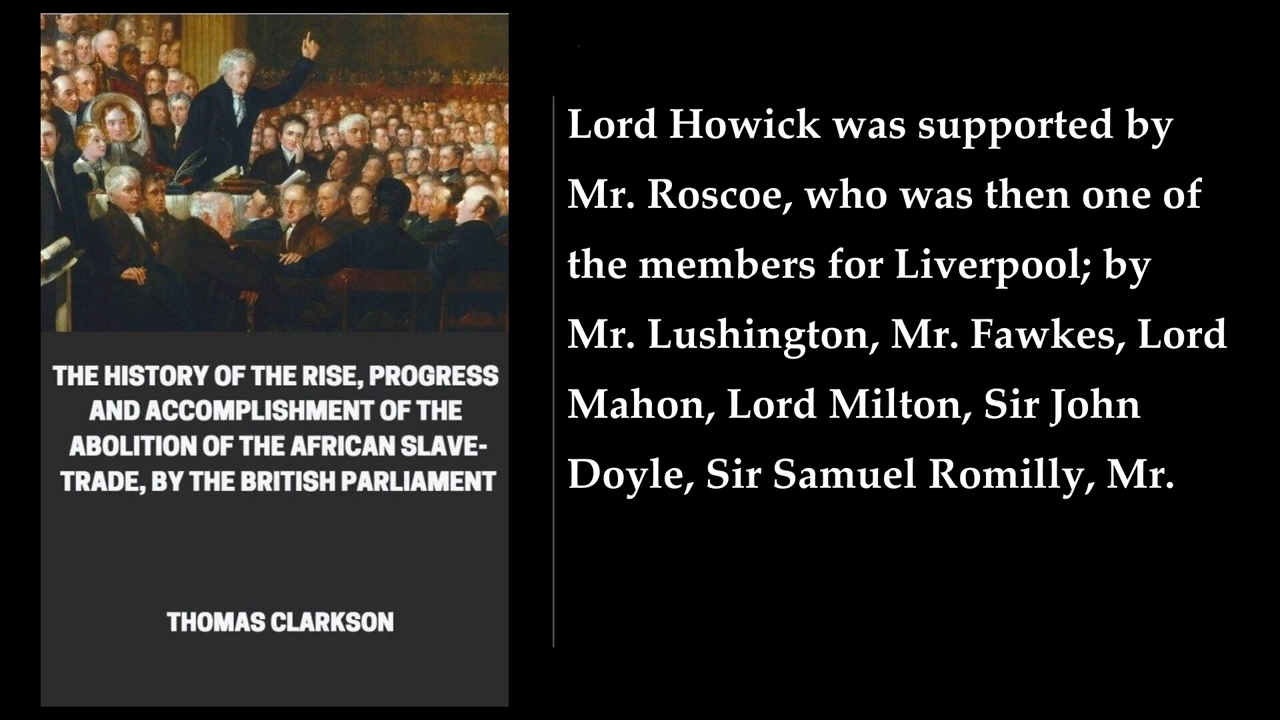 THE HISTORY OF THE RISE, PROGRESS
AND ACCOMPLISHMENT OF THE
ABOLITION OF THE AFRICAN SLAVE-
TRADE, BY THE BRITISH PARLIAMENT
THOMAS CLARKSON
Lord Howick was supported by
Mr. Roscoe, who was then one of
the members for Liverpool; by
Mr. Lushington, Mr. Fawkes, Lord
Mahon, Lord Milton, Sir John
Doyle, Sir Samuel Romilly, Mr.